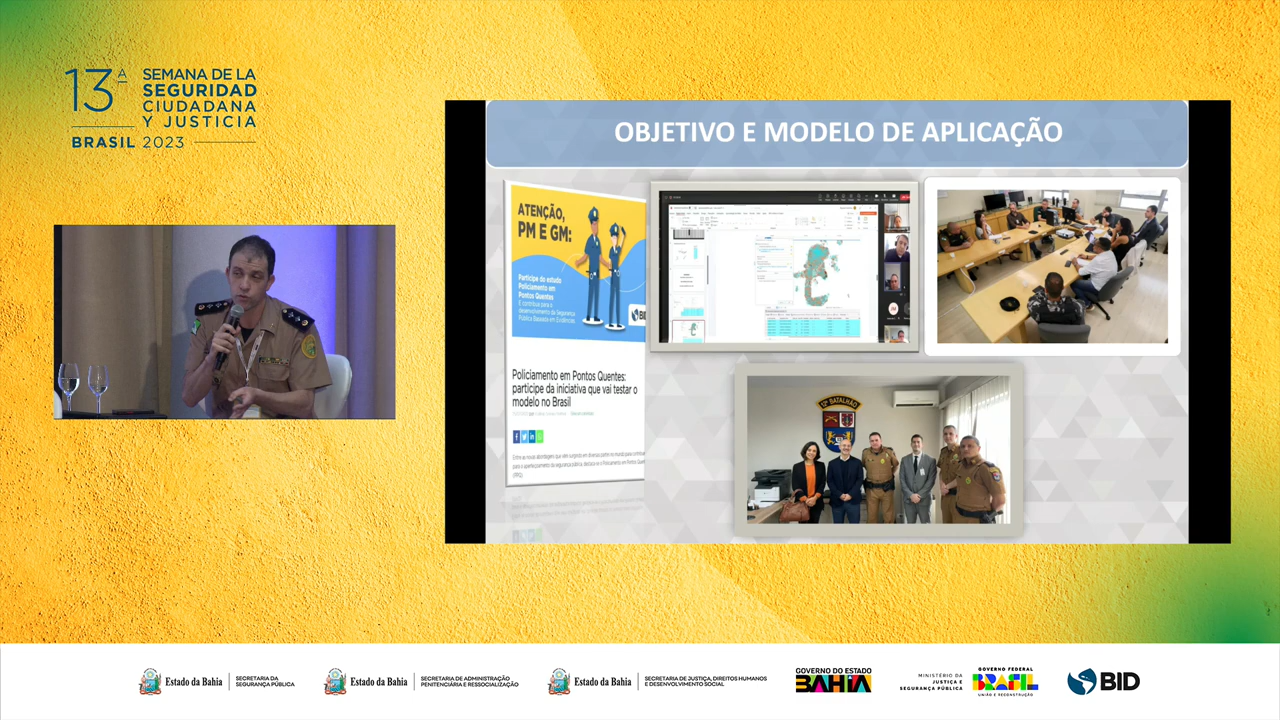 13ª
SEMANA DE LA
SEGURIDAD
CIUDADANA
Y JUSTICIA
BRASIL 2023
OBJETIVO E MODELO DE APLICAÇÃO
ATENÇÃO,
PM E GM:
Participe do estudo
Policiamento em
Pontos Quentes
Policiamento em Pontos Quentes:
participe da iniciativa que vai testar o
modelo no Brasil
BATALHÃO
Estado da Bahia
SECRETARIA DA
SEGURANÇA PÚBLICA
Estado da Bahia
SECRETARIA DE ADMINISTRAÇÃO
PENITENCIÁRIA E RESSOCIALIZAÇÃO
Estado da Bahia
SECRETARIA DE JUSTIÇA, DIREITOS HUMANOS
E DESENVOLVIMENTO SOCIAL
GOVERNO DO ESTADO
BAHIA
MINISTÉRIO DA
JUSTIÇA E
SEGURANÇA PÚBLICA
GOVERNO FEDERAL
BRASIL
UNIÃO E RECONSTRUÇÃO
BID